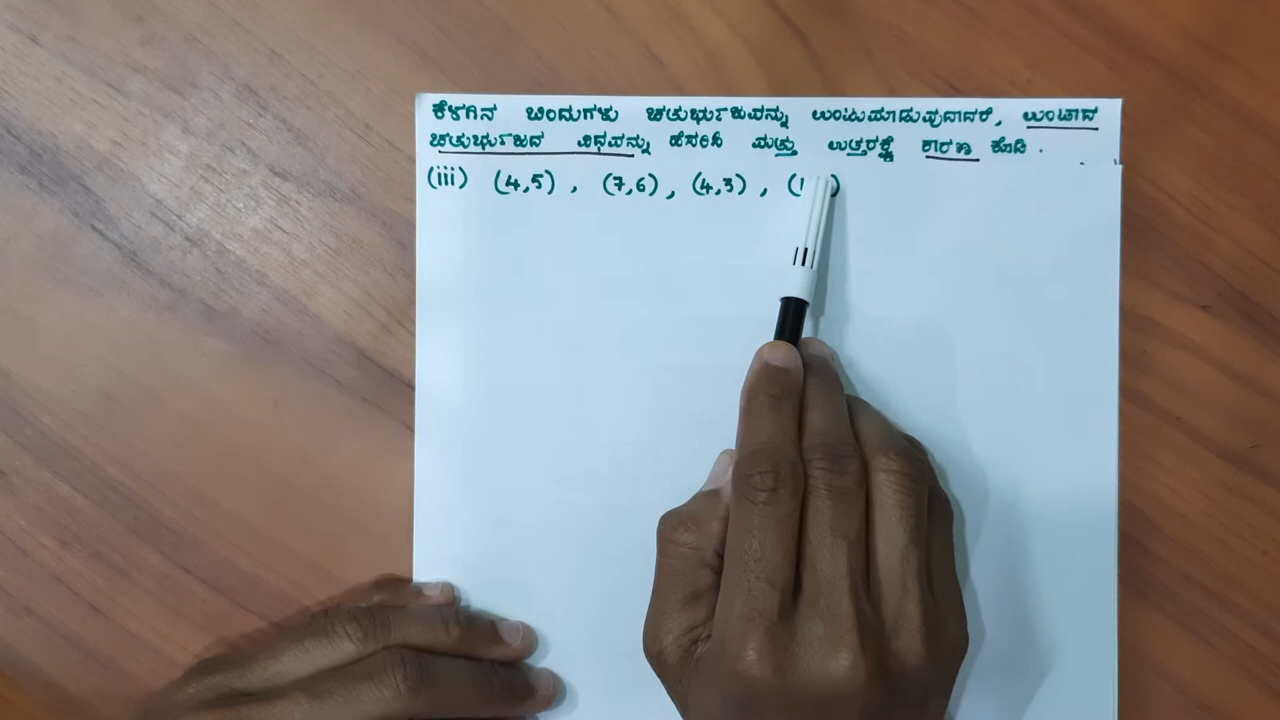 ಕೆಳಗಿನ ಬಿಂದುಗಳು ಚತುರ್ಭುಜವನ್ನು ಉಂಟುಮಾಡುವುದಾದರೆ, ಉಂಟಾದ
ಚತುರ್ಭುಜದ ವಿಧವನ್ನು ಹೆಸರಿಸಿ ಮತ್ತು ಉತ್ತರಕ್ಕೆ ಕಾರಣ ಕೊಡಿ .
(iii) (4,5) , (7,6) , (4,3) ,